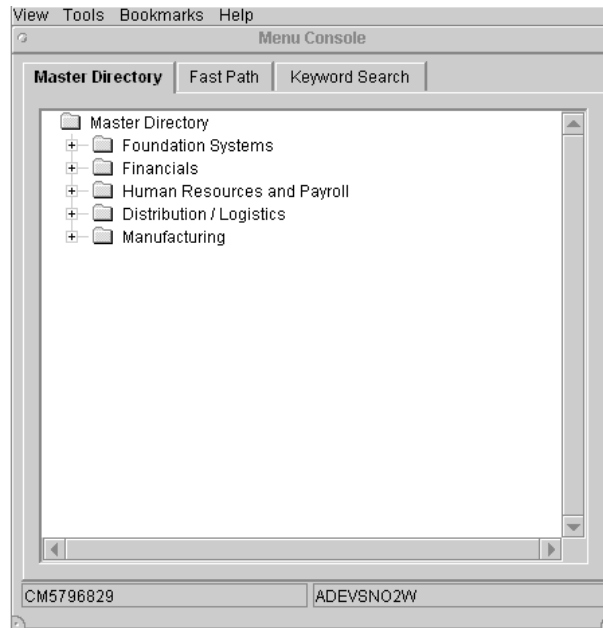 View Tools Bookmarks Help
Menu Console
Master Directory Fast Path Keyword Search
Master Directory
Foundation Systems
Financials
Human Resources and Payroll
Distribution / Logistics
Manufacturing
CM5796829 ADEVSNO2W